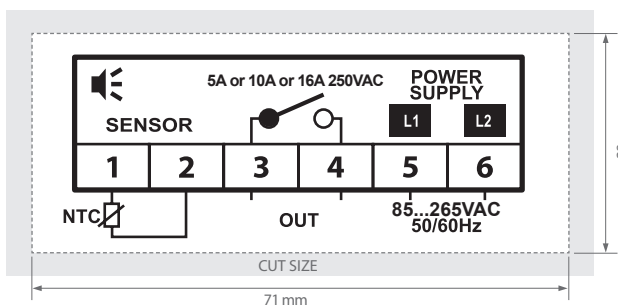 5A or 10A or 16A 250VAC
POWER
SUPPLY
SENSOR
L1
L2
1 2 3 4 5 6
NTC
OUT
85...265VAC
50/60Hz
CUT SIZE
71 mm